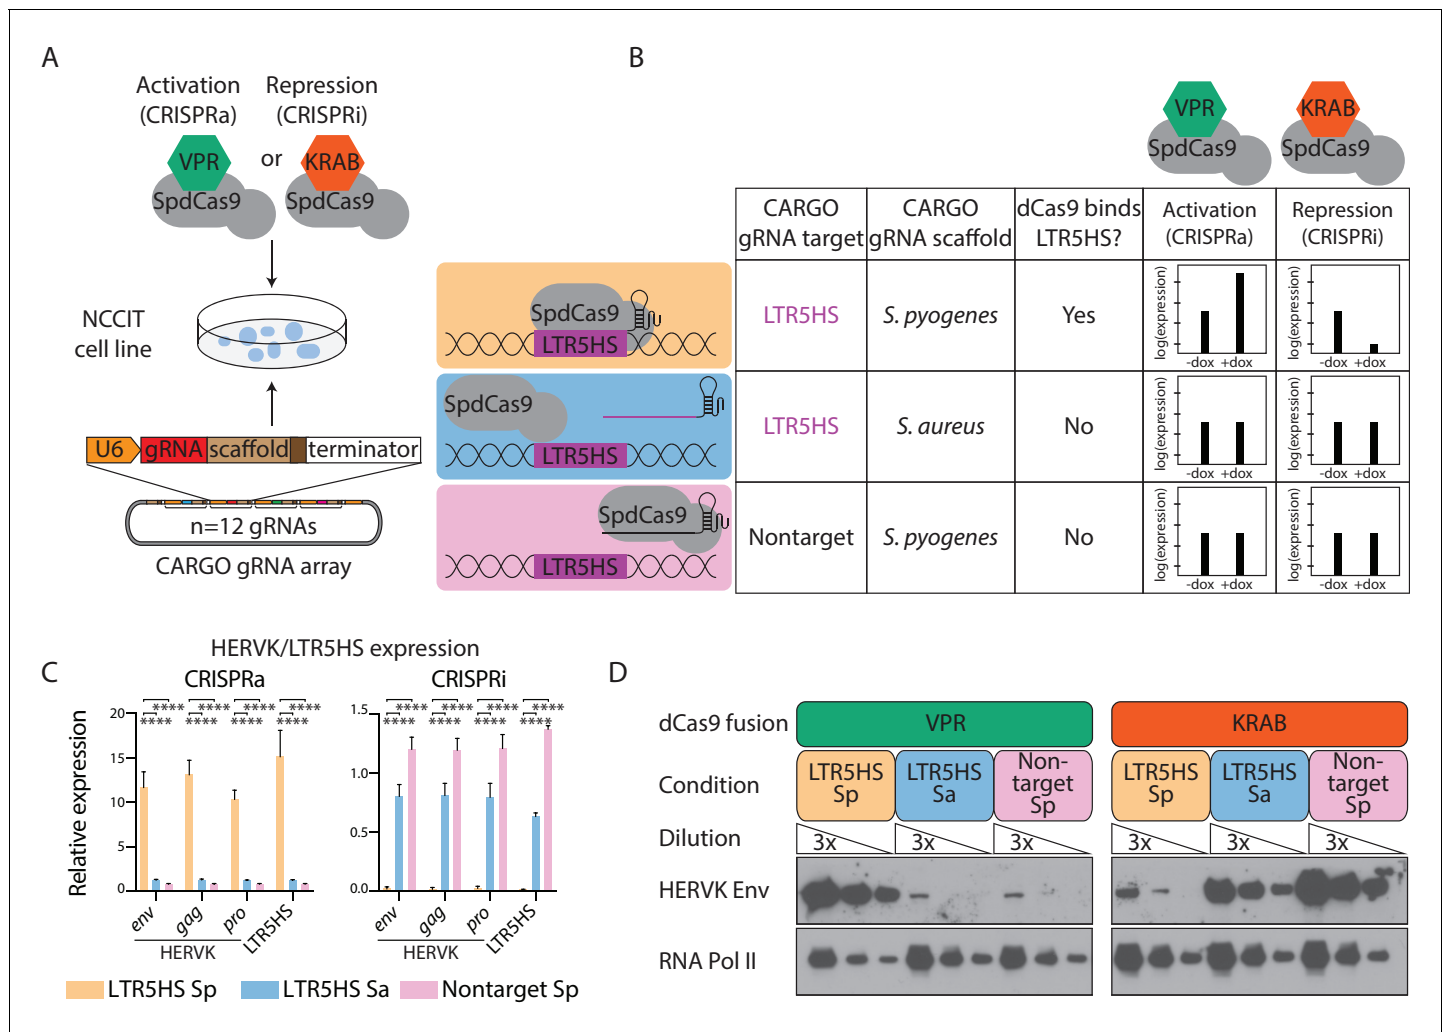 A
Activation
(CRISPRa)
Repression
(CRISPRi)
VPR
or
KRAB
SpdCas9
SpdCas9
NCCIT
cell line
U6
gRNA
scaffold
terminator
n=12 gRNAs
CARGO gRNA array
B
VPR
KRAB
SpdCas9
SpdCas9
CARGO
gRNA target
CARGO
gRNA scaffold
dCas9 binds
LTR5HS?
Activation
(CRISPRa)
Repression
(CRISPRi)
SpdCas9
LTR5HS
LTR5HS
S. pyogenes
Yes
log(expression)
-dox +dox
log(expression)
-dox +dox
SpdCas9
LTR5HS
LTR5HS
S. aureus
No
log(expression)
-dox +dox
log(expression)
-dox +dox
SpdCas9
LTR5HS
Nontarget
S. pyogenes
No
log(expression)
-dox +dox
log(expression)
-dox +dox
C
HERVK/LTR5HS expression
CRISPRa
CRISPRi
Relative expression
20
15
10
5
0
**** **** **** ****
**** **** **** ****
env
gag
pro
LTR5HS
HERVK
1.5
1.0
0.5
0.0
**** **** **** ****
**** **** **** ****
env
gag
pro
LTR5HS
HERVK
LTR5HS Sp
LTR5HS Sa
Nontarget Sp
D
dCas9 fusion
VPR
KRAB
Condition
LTR5HS
Sp
LTR5HS
Sa
Non-
target
Sp
LTR5HS
Sp
LTR5HS
Sa
Non-
target
Sp
Dilution
3x
3x
3x
3x
3x
3x
HERVK Env
RNA Pol II